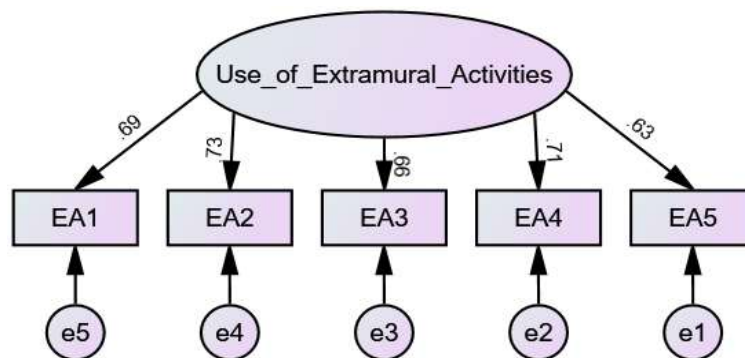 Use_of_Extramural_Activities
.69
.73
.66
.71
.63
EA1
EA2
EA3
EA4
EA5
e5
e4
e3
e2
e1